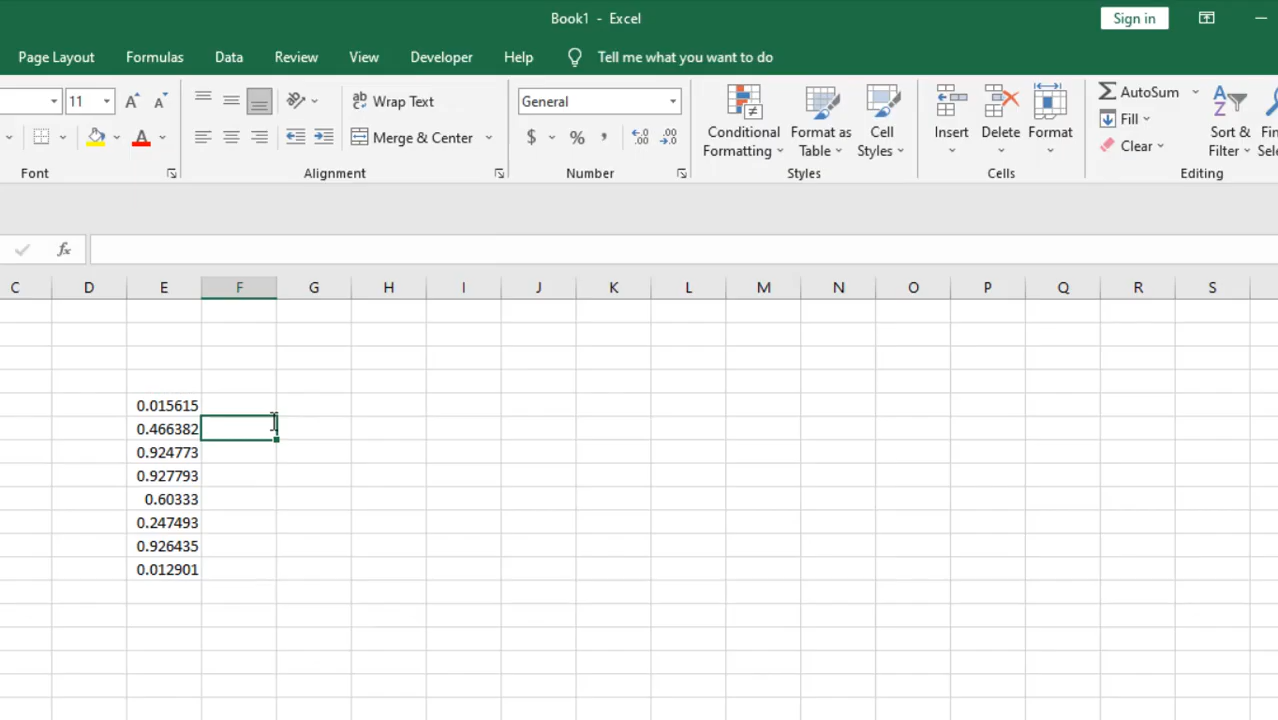 Book1 - Excel
Sign in
Page Layout Formulas Data Review View Developer Help Tell me what you want to do
11 A A ab Wrap Text General AutoSum
Merge & Center $ % , Conditional Formatting Format as Table Cell Styles Insert Delete Format Fill Clear Sort & Filter
Font Alignment Number Styles Cells Editing
fx
C D E F G H I J K L M N O P Q R S
0.015615
0.466382
0.924773
0.927793
0.60333
0.247493
0.926435
0.012901